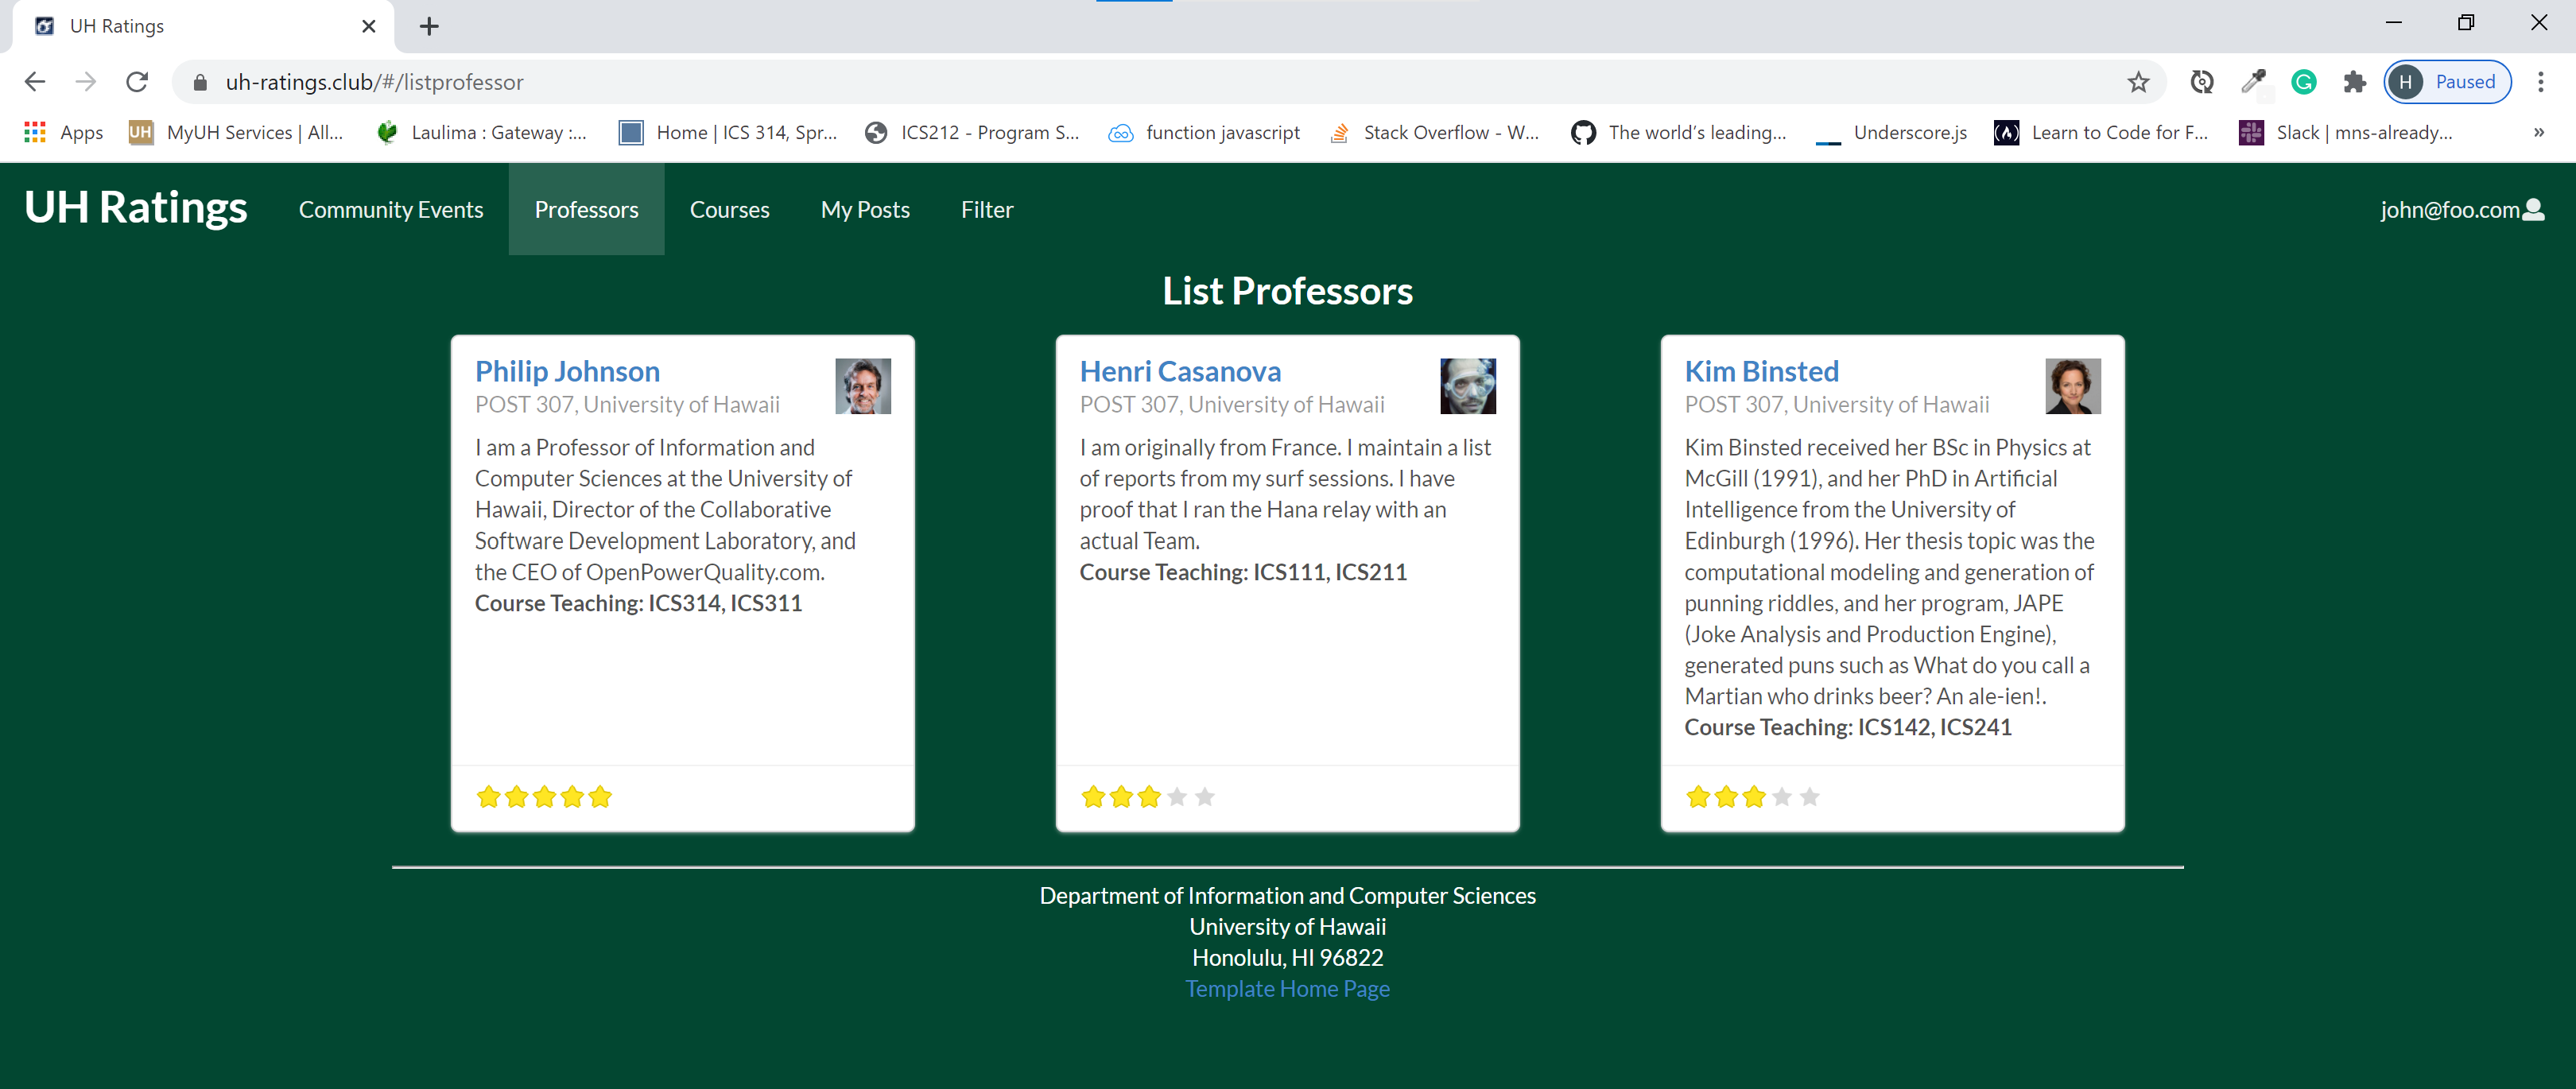 UH Ratings
uh-ratings.club/#/listprofessor
H Paused
Apps UH MyUH Services | All... Laulima : Gateway :... Home | ICS 314, Spr... ICS212 - Program S... function javascript Stack Overflow - W... The world's leading... Underscore.js Learn to Code for F... Slack | mns-already... »
UH Ratings Community Events Professors Courses My Posts Filter john@foo.com
List Professors
Philip Johnson
POST 307, University of Hawaii
I am a Professor of Information and
Computer Sciences at the University of
Hawaii, Director of the Collaborative
Software Development Laboratory, and
the CEO of OpenPowerQuality.com.
Course Teaching: ICS314, ICS311
Henri Casanova
POST 307, University of Hawaii
I am originally from France. I maintain a list
of reports from my surf sessions. I have
proof that I ran the Hana relay with an
actual Team.
Course Teaching: ICS111, ICS211
Kim Binsted
POST 307, University of Hawaii
Kim Binsted received her BSc in Physics at
McGill (1991), and her PhD in Artificial
Intelligence from the University of
Edinburgh (1996). Her thesis topic was the
computational modeling and generation of
punning riddles, and her program, JAPE
(Joke Analysis and Production Engine),
generated puns such as What do you call a
Martian who drinks beer? An ale-ien!.
Course Teaching: ICS142, ICS241
Department of Information and Computer Sciences
University of Hawaii
Honolulu, HI 96822
Template Home Page